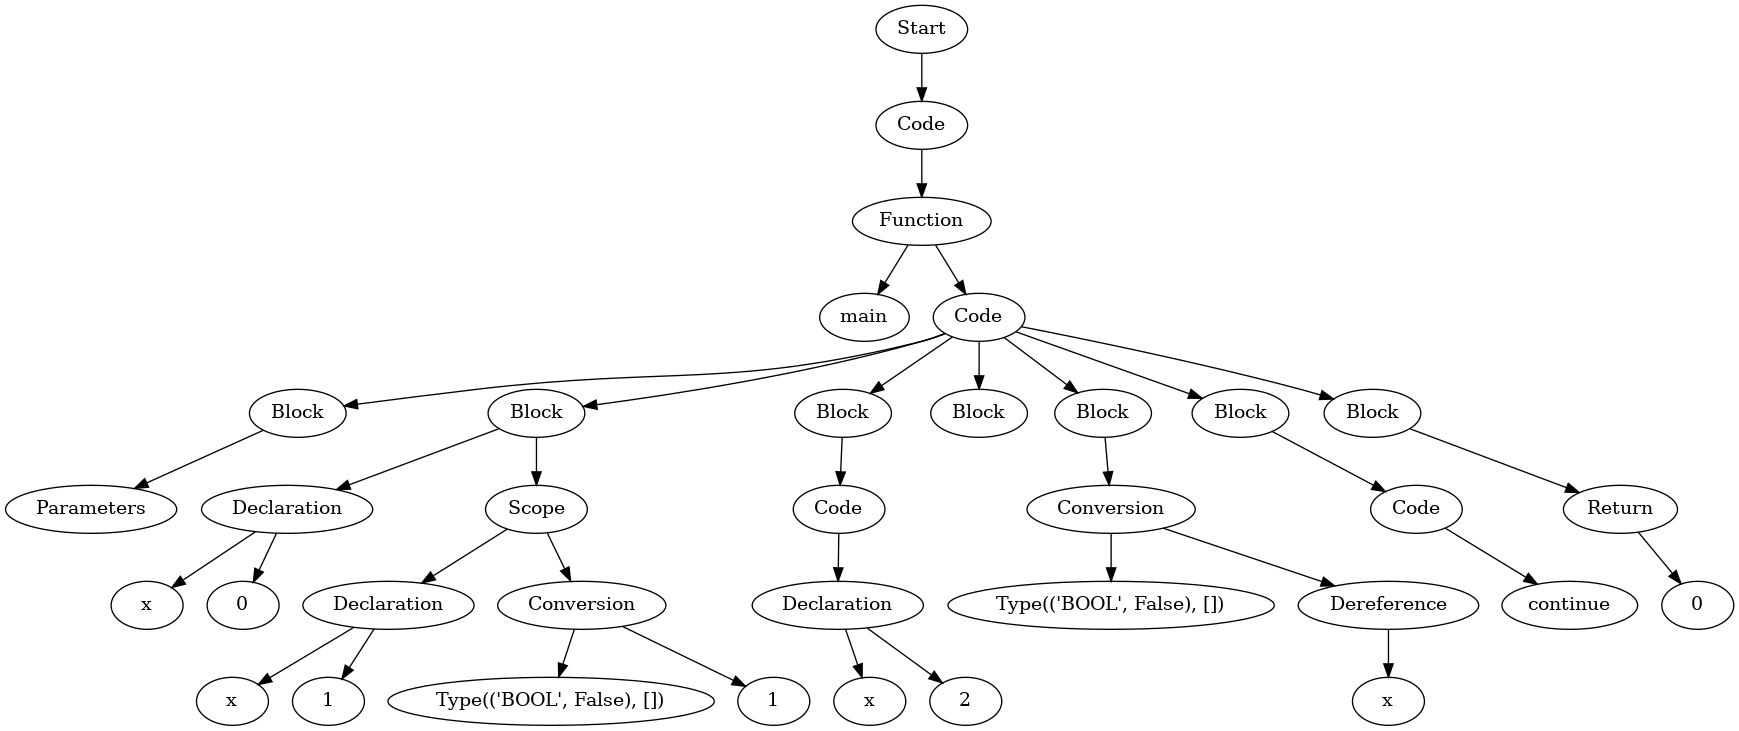 Start
Code
Function
main
Code
Block
Block
Block
Block
Block
Block
Block
Parameters
Declaration
Scope
Code
Conversion
Code
Return
x
0
Declaration
Conversion
Declaration
Type(('BOOL', False), [])
Dereference
continue
0
x
1
Type(('BOOL', False), [])
1
x
2
x